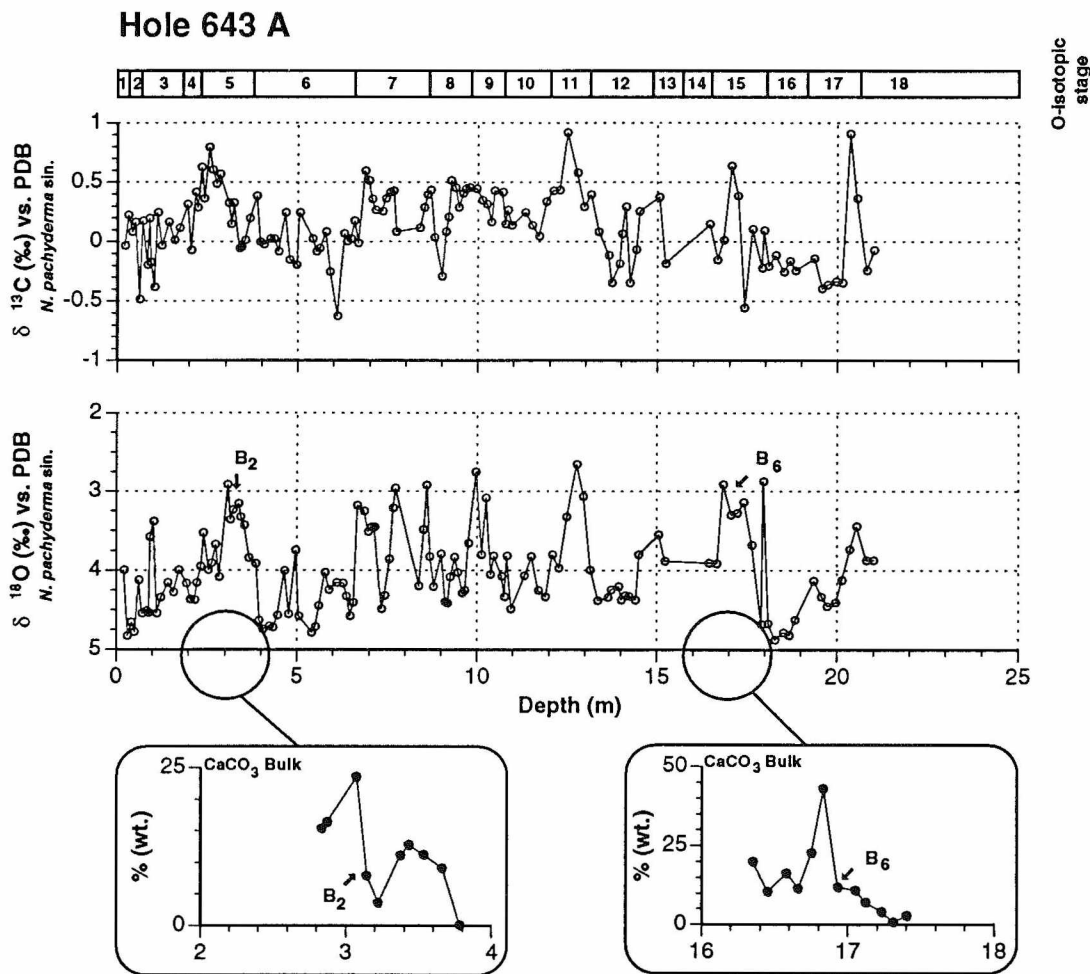 Hole 643 A
1 2 3 4 5 6 7 8 9 10 11 12 13 14 15 16 17 18
O-isotopic
stage
δ 13C (‰) vs. PDB
N. pachyderma sin.
1
0.5
0
-0.5
-1
δ 18O (‰) vs. PDB
N. pachyderma sin.
2
3
4
5
B2
B6
0 5 10 15 20 25
Depth (m)
CaCO3 Bulk
% (wt.)
25
0
B2
2 3 4
CaCO3 Bulk
% (wt.)
50
25
0
B6
16 17 18